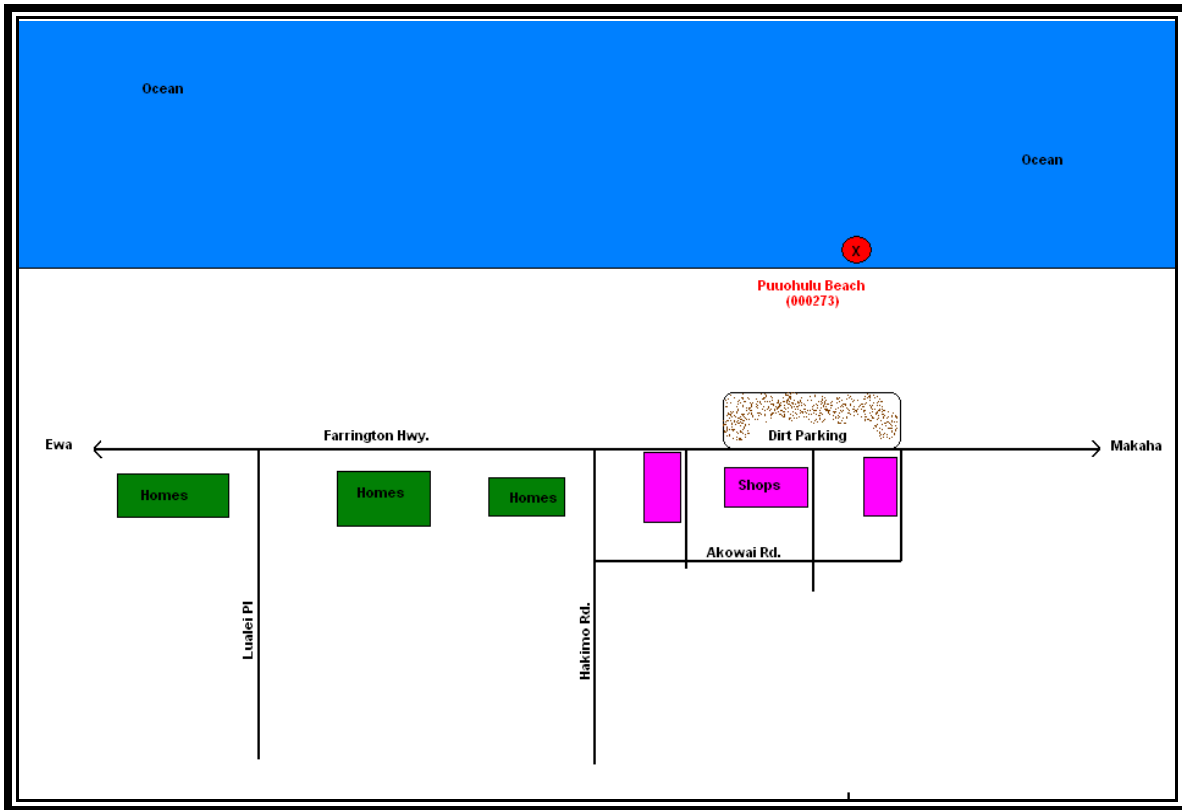 Ocean
Ocean
X
Puuohulu Beach
(000273)
Farrington Hwy.
Dirt Parking
Ewa
Makaha
Homes
Homes
Homes
Shops
Akowai Rd.
Lualei Pl
Hakimo Rd.